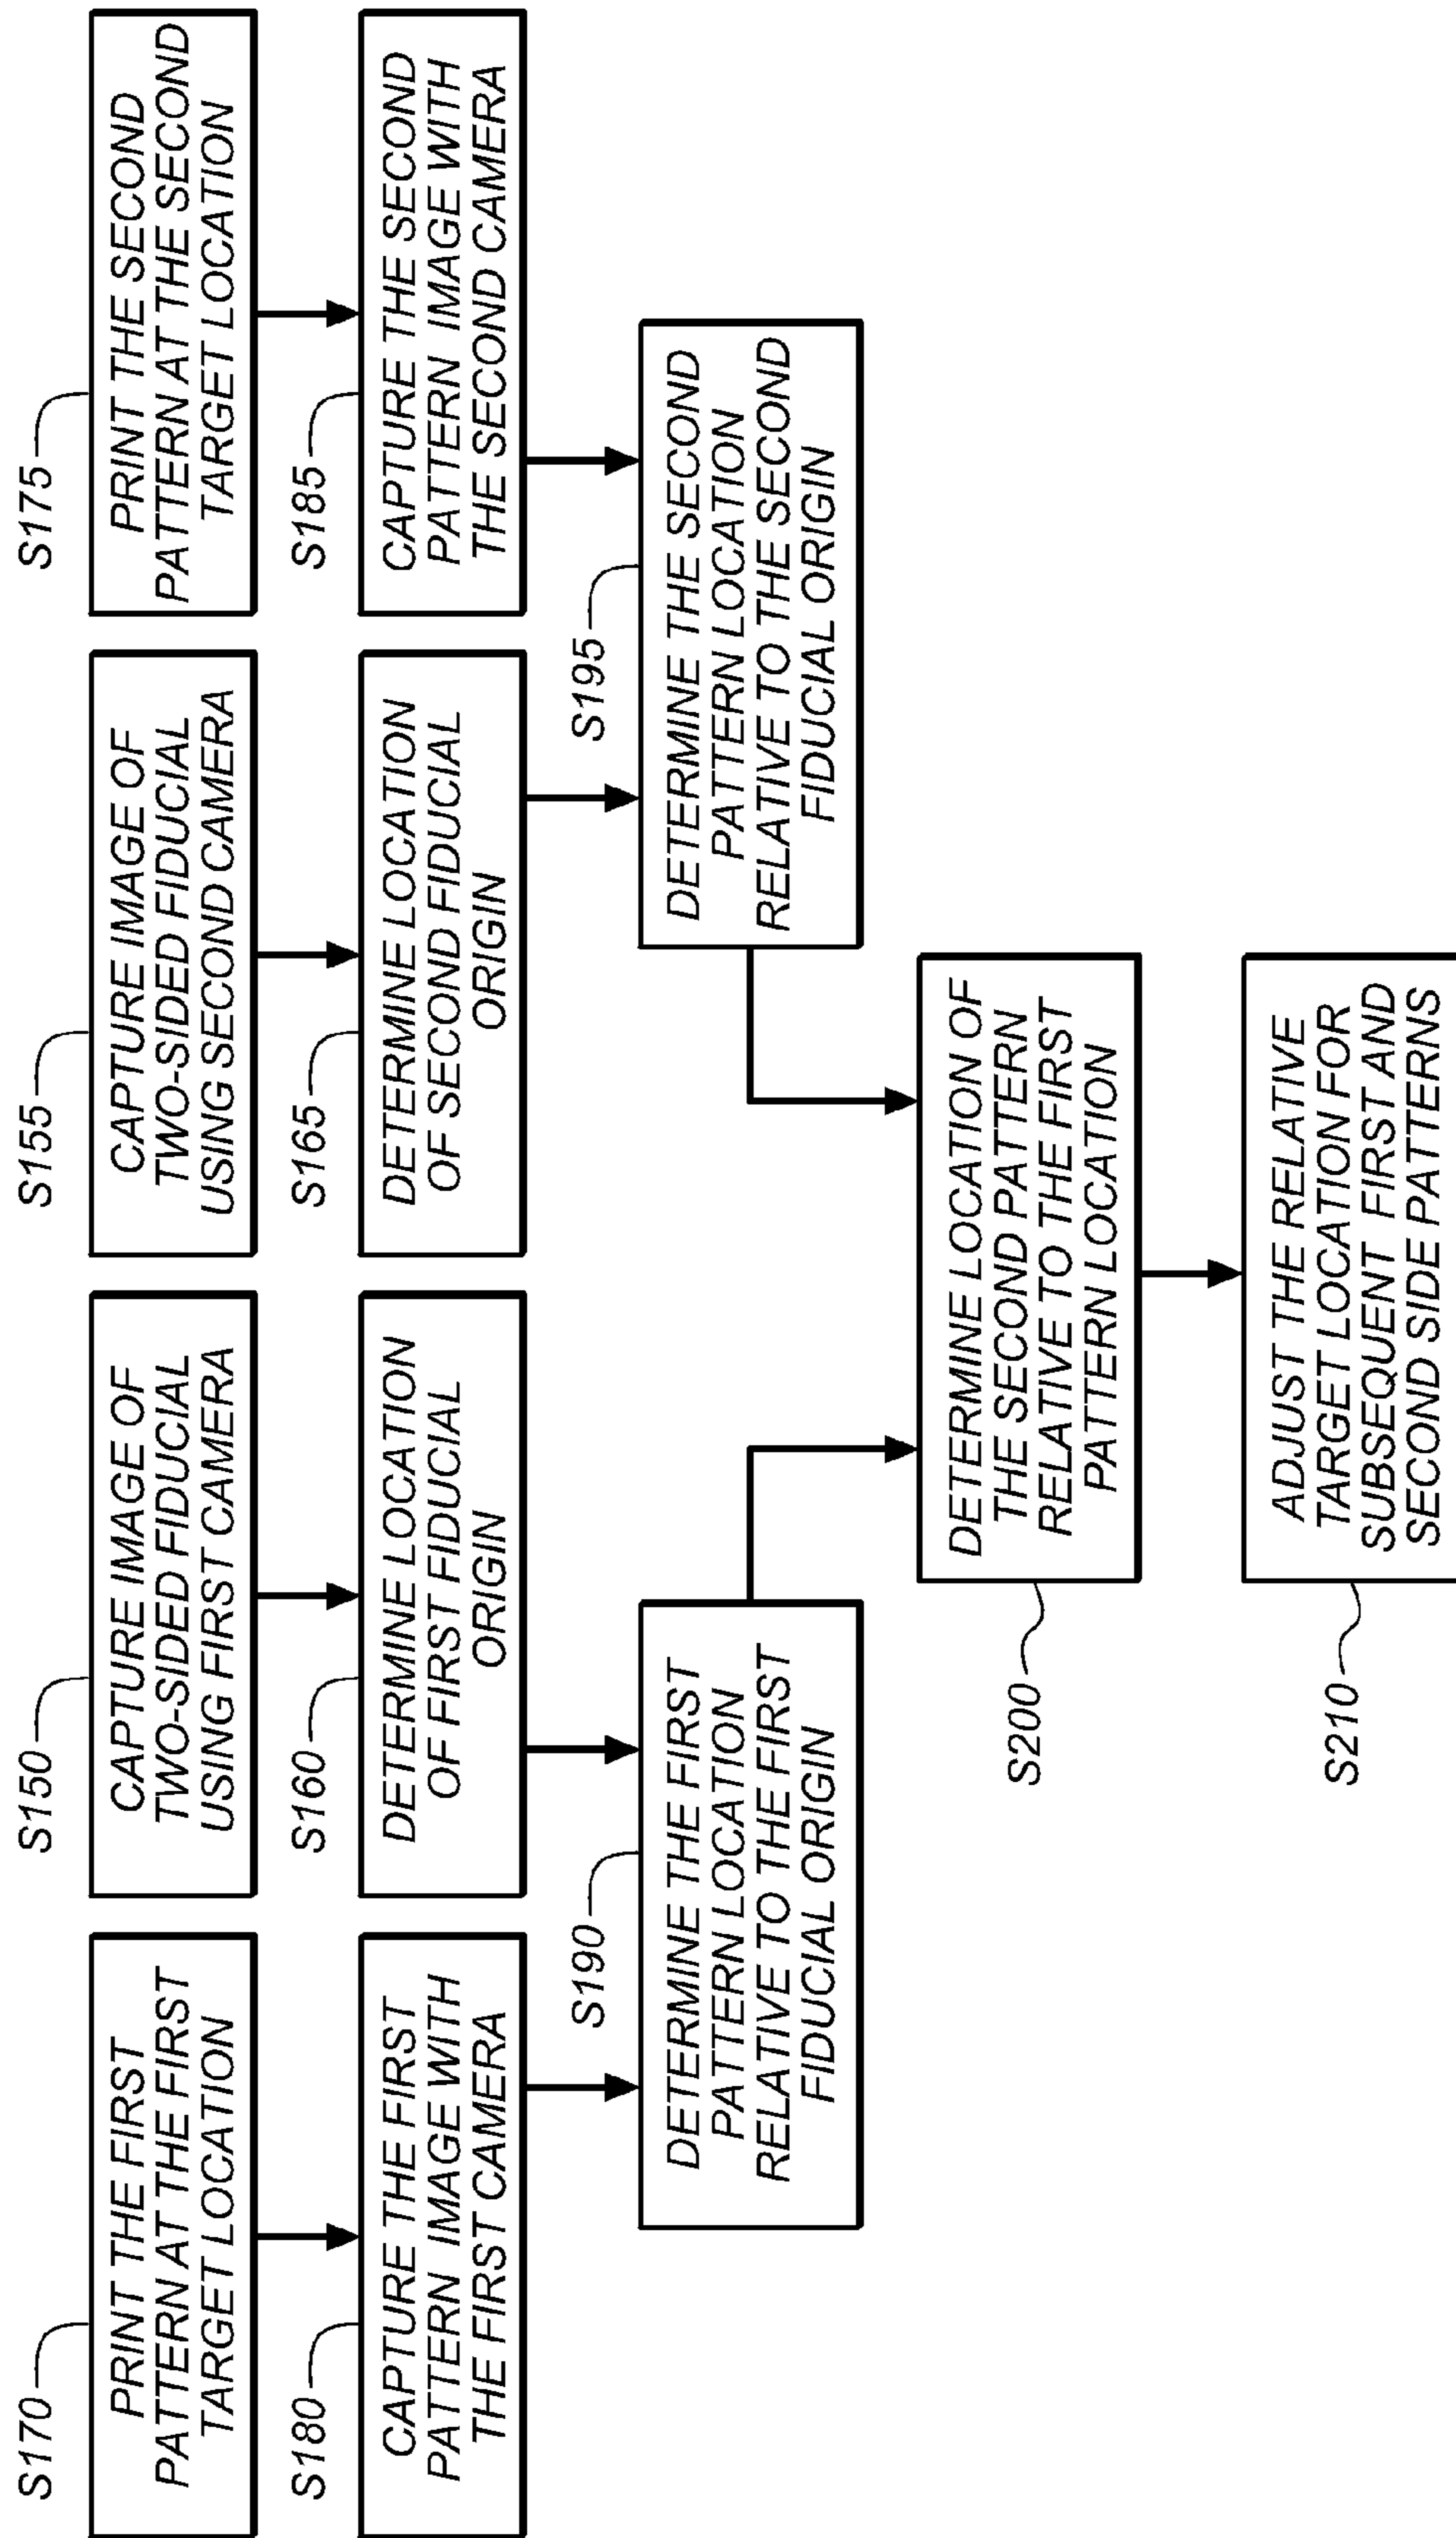 S170
PRINT THE FIRST
PATTERN AT THE FIRST
TARGET LOCATION
S150
CAPTURE IMAGE OF
TWO-SIDED FIDUCIAL
USING FIRST CAMERA
S155
CAPTURE IMAGE OF
TWO-SIDED FIDUCIAL
USING SECOND CAMERA
S175
PRINT THE SECOND
PATTERN AT THE SECOND
TARGET LOCATION
S180
CAPTURE THE FIRST
PATTERN IMAGE WITH
THE FIRST CAMERA
S160
DETERMINE LOCATION
OF FIRST FIDUCIAL
ORIGIN
S165
DETERMINE LOCATION
OF SECOND FIDUCIAL
ORIGIN
S185
CAPTURE THE SECOND
PATTERN IMAGE WITH
THE SECOND CAMERA
S190
DETERMINE THE FIRST
PATTERN LOCATION
RELATIVE TO THE FIRST
FIDUCIAL ORIGIN
S195
DETERMINE THE SECOND
PATTERN LOCATION
RELATIVE TO THE SECOND
FIDUCIAL ORIGIN
S200
DETERMINE LOCATION OF
THE SECOND PATTERN
RELATIVE TO THE FIRST
PATTERN LOCATION
S210
ADJUST THE RELATIVE
TARGET LOCATION FOR
SUBSEQUENT FIRST AND
SECOND SIDE PATTERNS